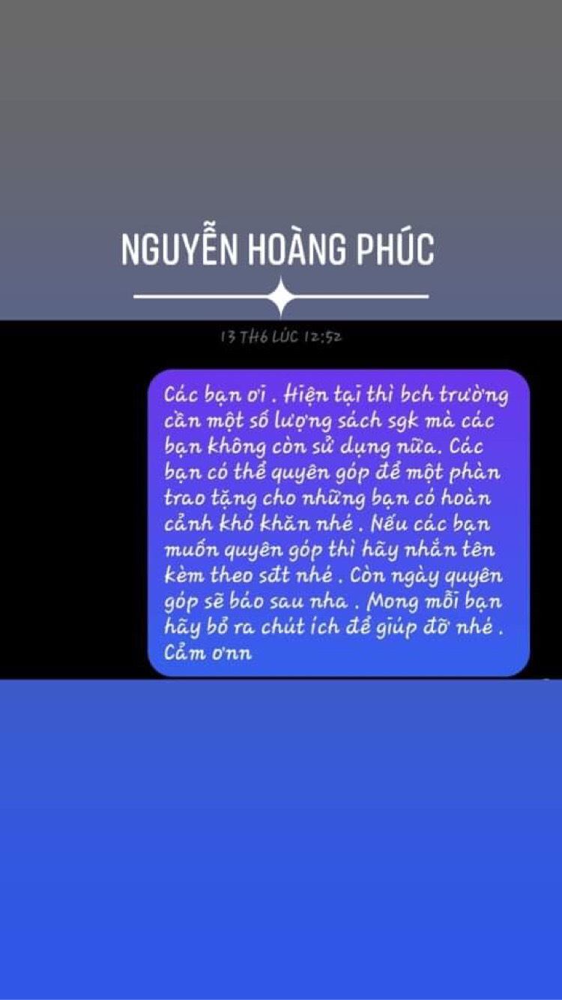 NGUYỄN HOÀNG PHÚC
13 TH6 LÚC 12:52
Các bạn ơi . Hiện tại thì bch trường
cần một số lượng sách sgk mà các
bạn không còn sử dụng nữa. Các
bạn có thể quyên góp để một phàn
trao tặng cho những bạn có hoàn
cảnh khó khăn nhé . Nếu các bạn
muốn quyên góp thì hãy nhắn tên
kèm theo sđt nhé . Còn ngày quyên
góp sẽ báo sau nha . Mong mỗi bạn
hãy bỏ ra chút ích để giúp đỡ nhé .
Cảm ơnn